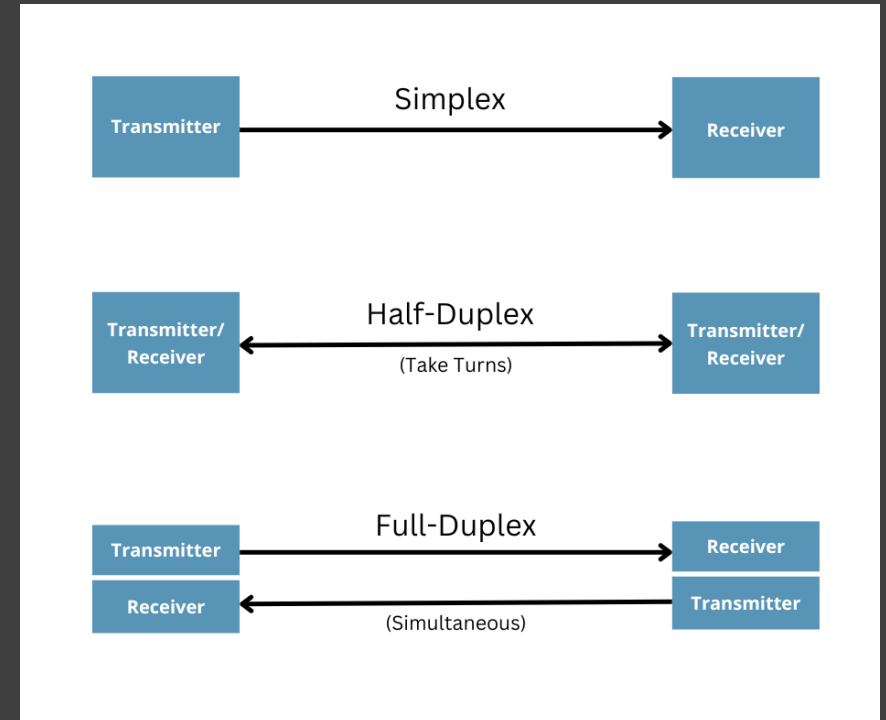 Simplex
Transmitter
Receiver
Half-Duplex
Transmitter/
Receiver
(Take Turns)
Transmitter/
Receiver
Full-Duplex
Transmitter
Receiver
Receiver
Transmitter
(Simultaneous)